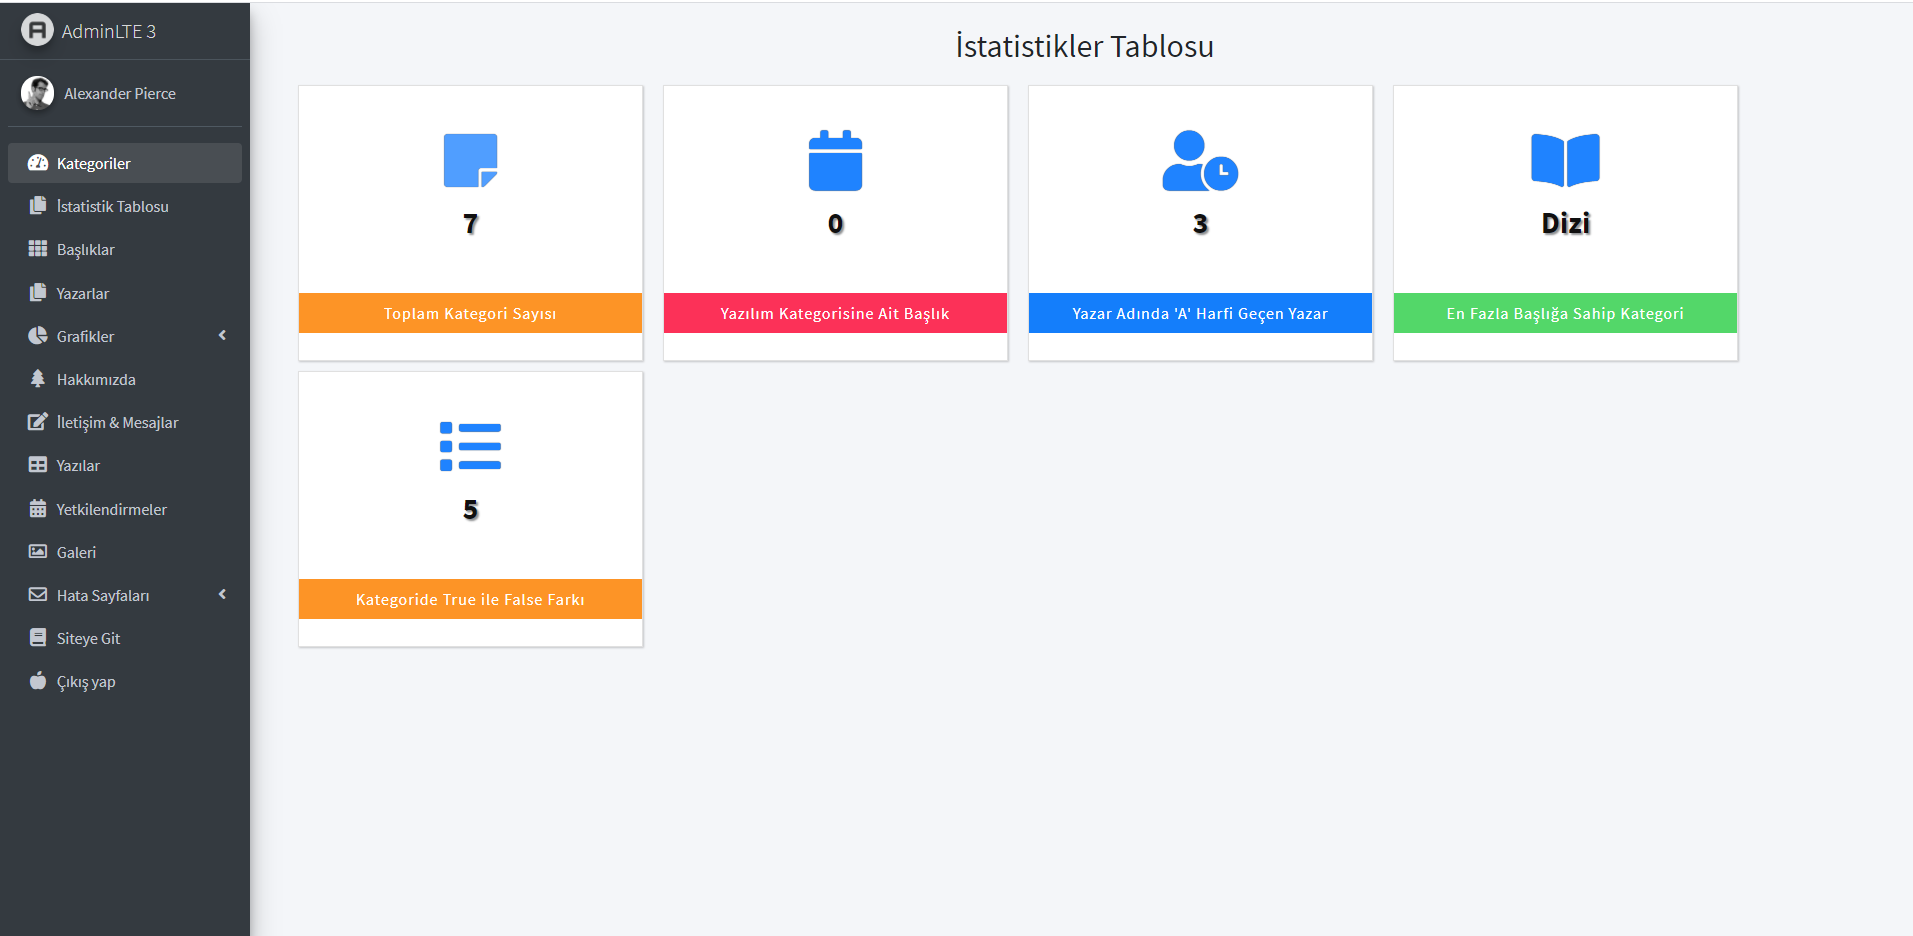 AdminLTE 3
Alexander Pierce
Kategoriler
İstatistik Tablosu
Başlıklar
Yazarlar
Grafikler
Hakkımızda
İletişim & Mesajlar
Yazılar
Yetkilendirmeler
Galeri
Hata Sayfaları
Siteye Git
Çıkış yap
İstatistikler Tablosu
7
Toplam Kategori Sayısı
0
Yazılım Kategorisine Ait Başlık
3
Yazar Adında 'A' Harfi Geçen Yazar
Dizi
En Fazla Başlığa Sahip Kategori
5
Kategoride True ile False Farkı